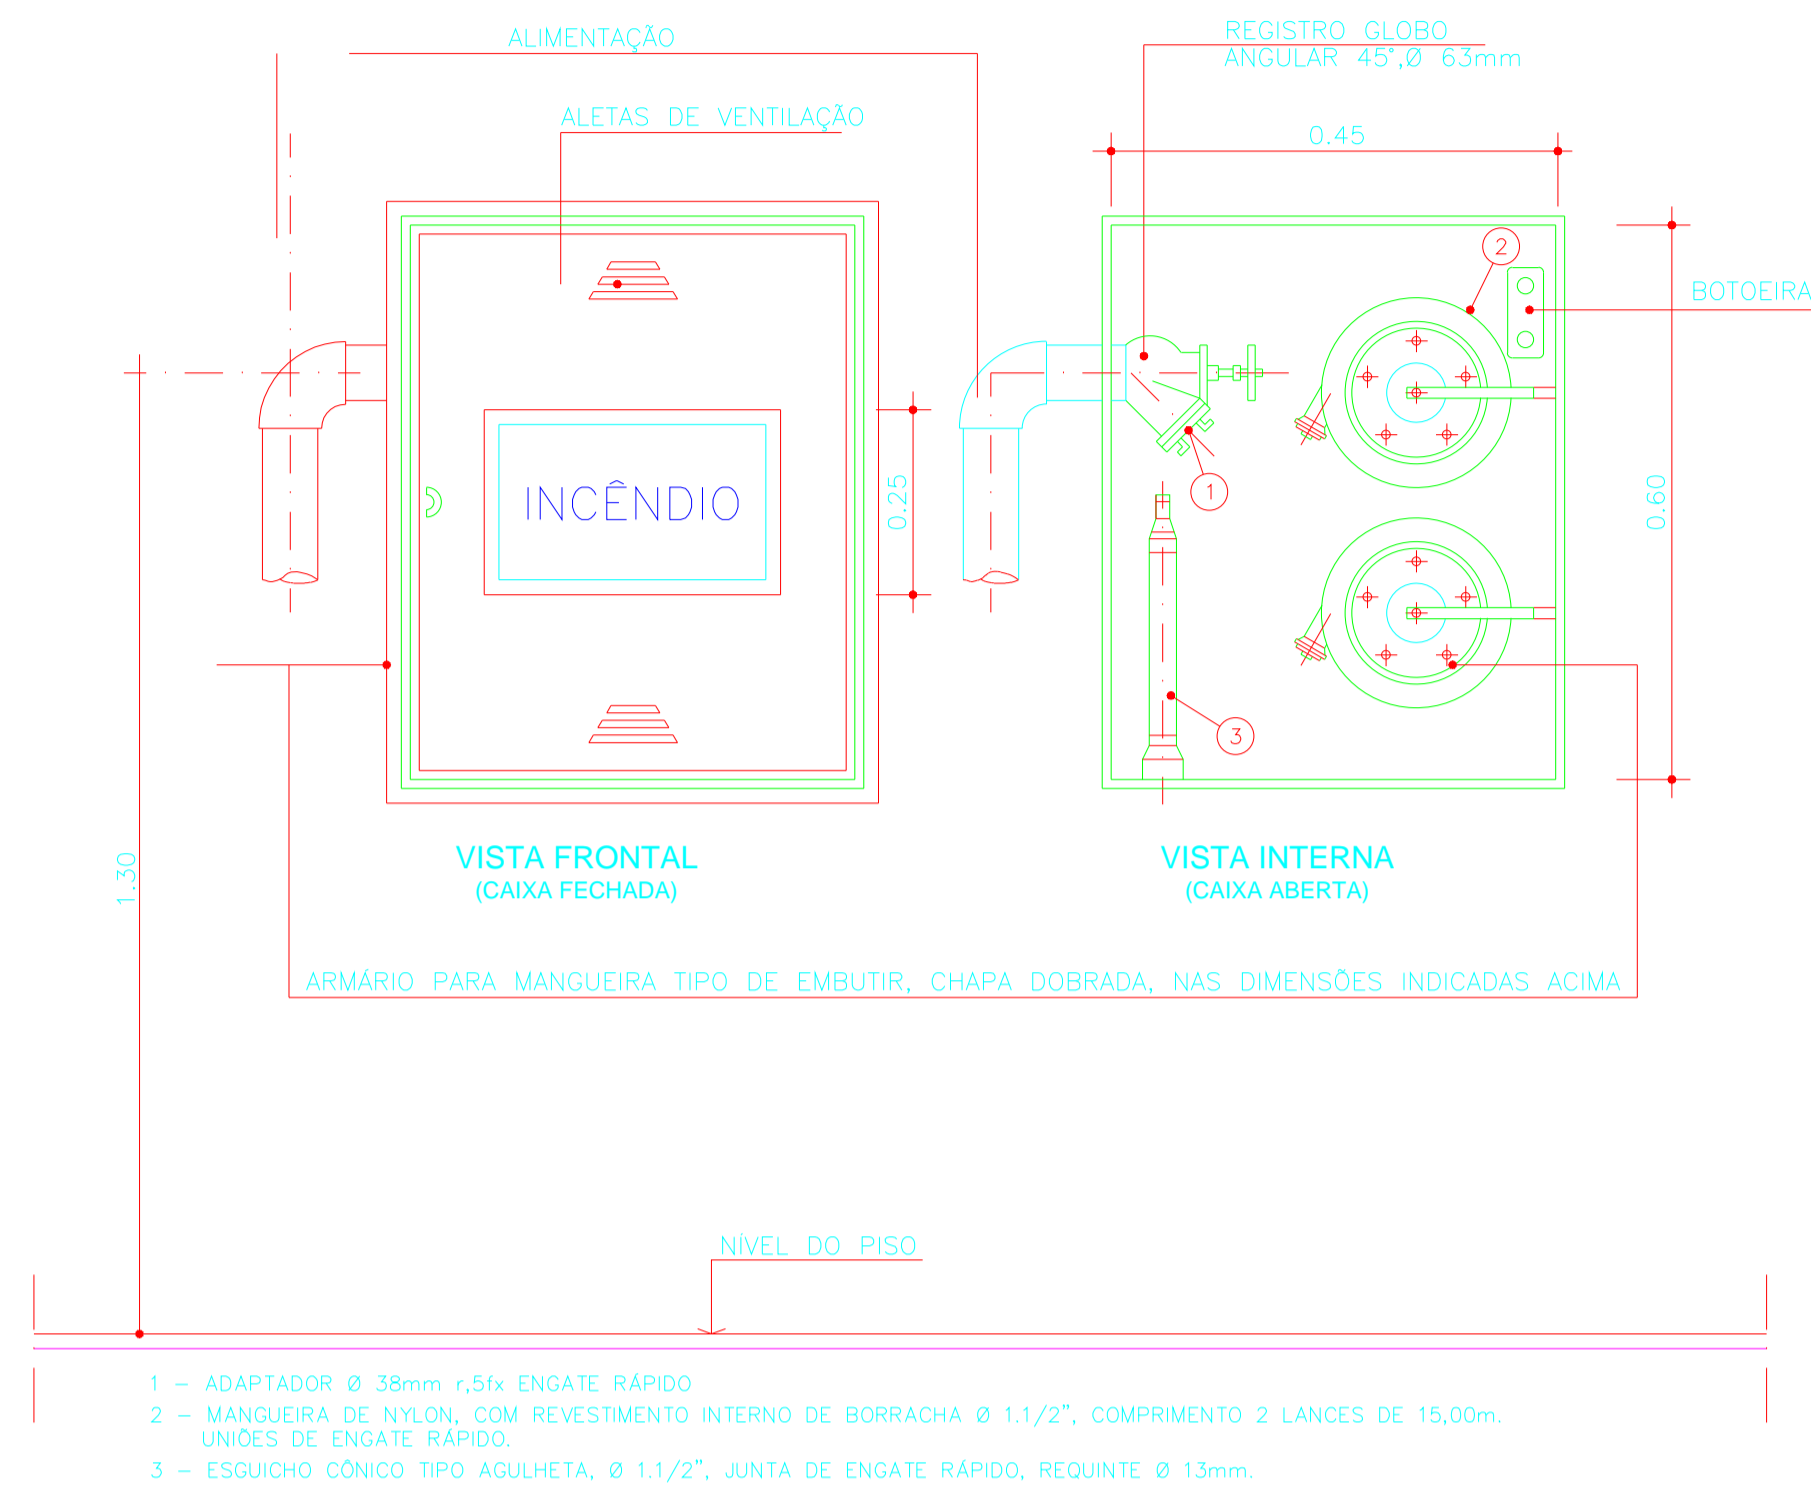 ALIMENTAÇÃO
REGISTRO GLOBO
ANGULAR 45°,Ø 63mm
ALETAS DE VENTILAÇÃO
0.45
2
BOTOEIRA
INCÊNDIO
0.25
1
0.60
3
1.30
VISTA FRONTAL
(CAIXA FECHADA)
VISTA INTERNA
(CAIXA ABERTA)
ARMÁRIO PARA MANGUEIRA TIPO DE EMBUTIR, CHAPA DOBRADA, NAS DIMENSÕES INDICADAS ACIMA
NÍVEL DO PISO
1 – ADAPTADOR Ø 38mm r,5fx ENGATE RÁPIDO
2 – MANGUEIRA DE NYLON, COM REVESTIMENTO INTERNO DE BORRACHA Ø 1.1/2", COMPRIMENTO 2 LANCES DE 15,00m.
UNIÕES DE ENGATE RÁPIDO.
3 – ESGUICHO CÔNICO TIPO AGULHETA, Ø 1.1/2", JUNTA DE ENGATE RÁPIDO, REQUINTE Ø 13mm.